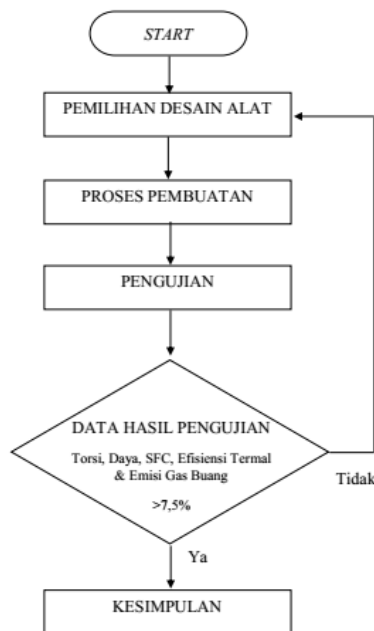 START
PEMILIHAN DESAIN ALAT
PROSES PEMBUATAN
PENGUJIAN
DATA HASIL PENGUJIAN
Torsi, Daya, SFC, Efisiensi Termal
& Emisi Gas Buang
>7,5%
Tidak
Ya
KESIMPULAN